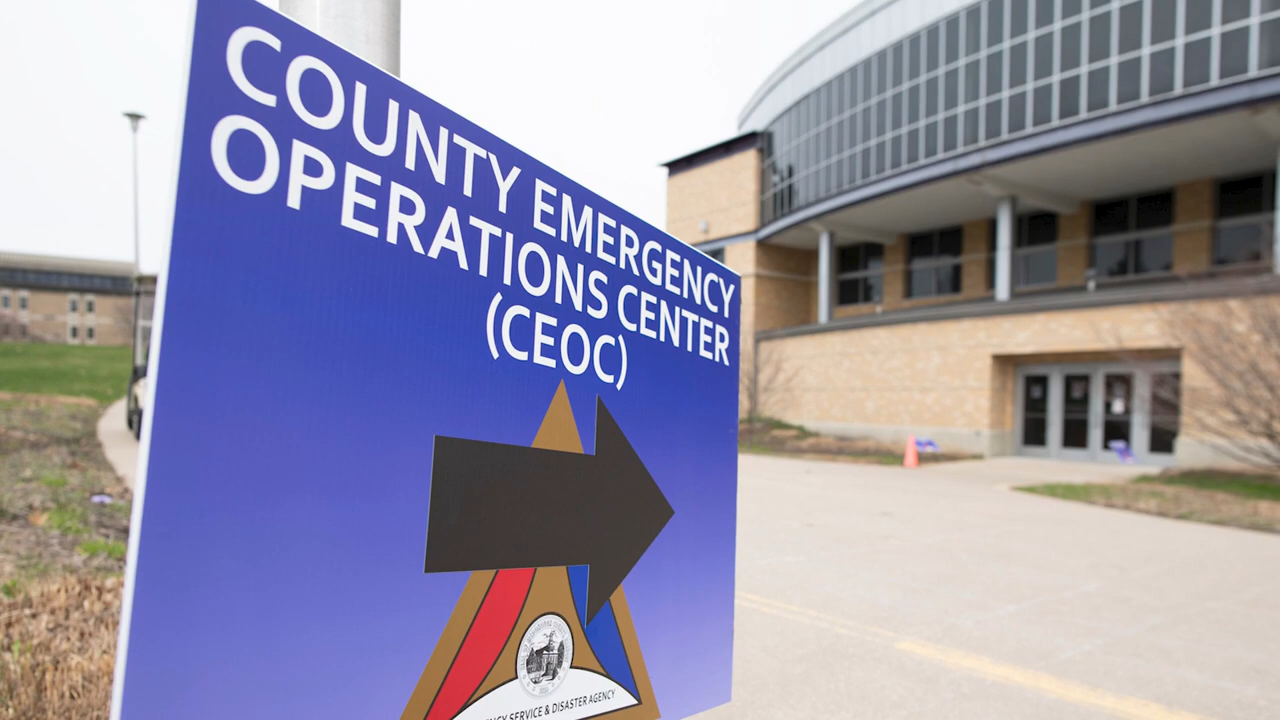 COUNTY EMERGENCY
OPERATIONS CENTER
(CEOC)
SERVICE & DISASTER AGENCY